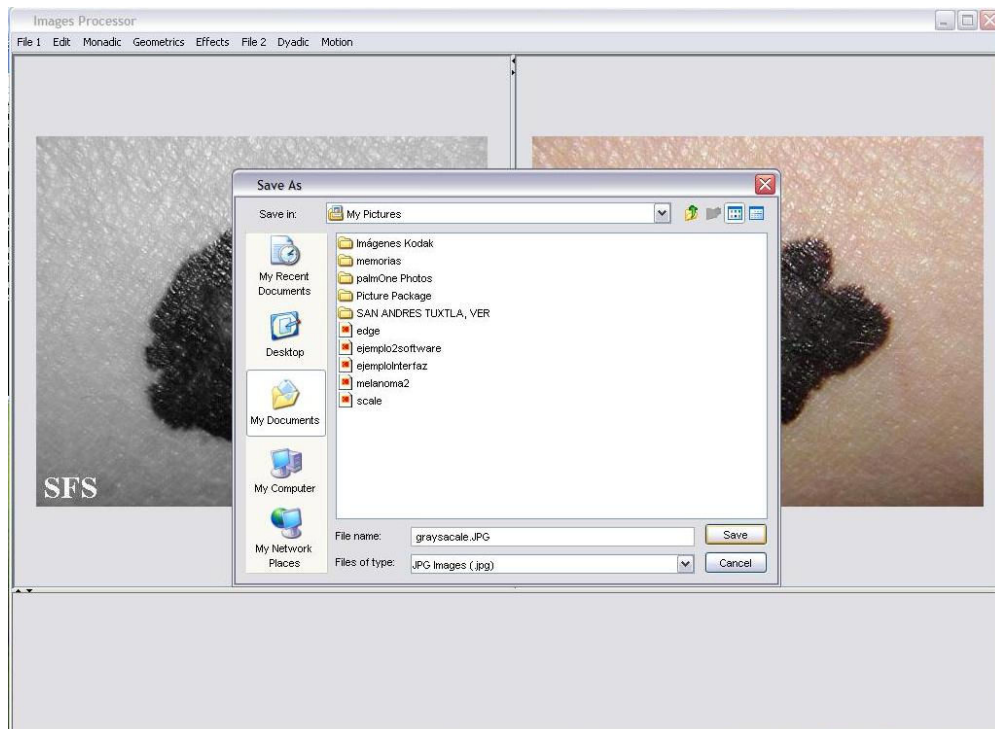 Images Processor
File 1 Edit Monadic Geometrics Effects File 2 Dyadic Motion
Save As
Save in: My Pictures
My Recent
Documents
Desktop
My Documents
My Computer
My Network
Places
Imágenes Kodak
memorias
palmOne Photos
Picture Package
SAN ANDRES TUXTLA, VER
edge
ejemplo2software
ejemploInterfaz
melanoma2
scale
File name: graysacale.JPG Save
Files of type: JPG Images (.jpg) Cancel
SFS